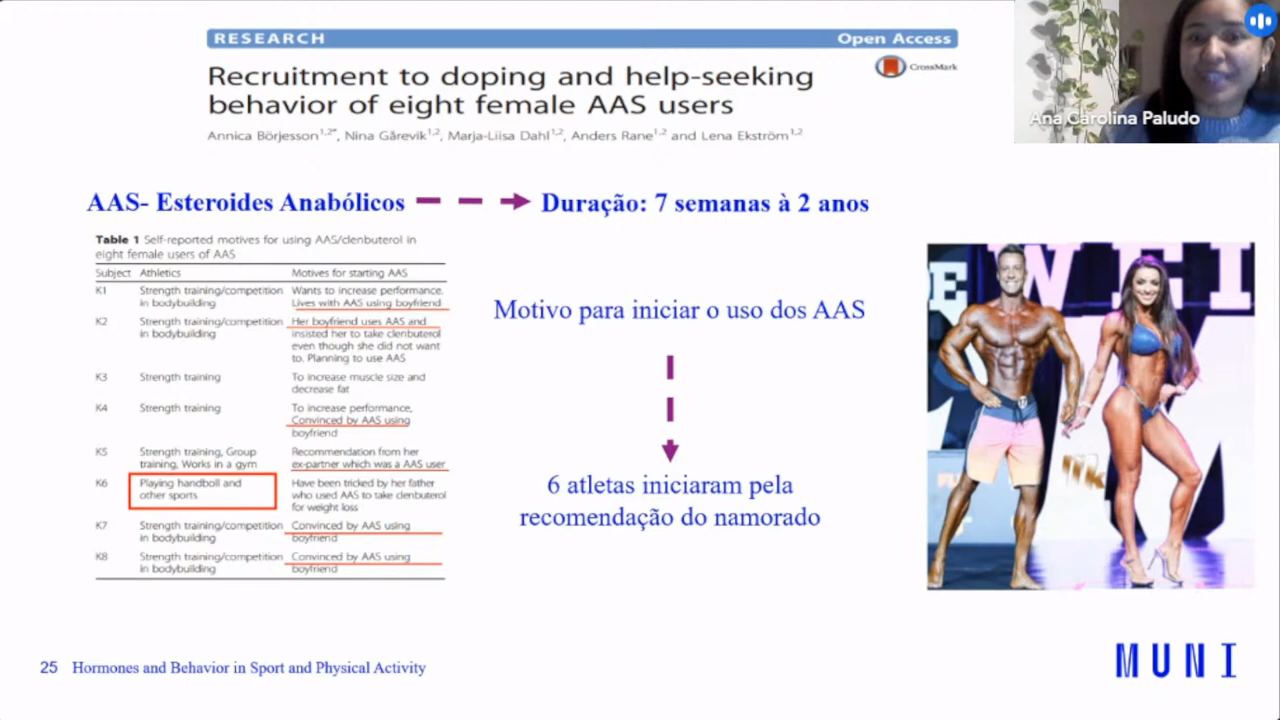 RESEARCH
Open Access
Recruitment to doping and help-seeking
behavior of eight female AAS users
CrossMark
Annica Börjesson1,2*, Nina Gårevik1,2, Marja-Liisa Dahl1,2, Anders Rane1,2 and Lena Ekström1,2
Ana Carolina Paludo
AAS- Esteroides Anabólicos
Duração: 7 semanas à 2 anos
Table 1 Self-reported motives for using AAS/clenbuterol in
eight female users of AAS
Subject Athletics Motives for starting AAS
K1 Strength training/competition Wants to increase performance.
in bodybuilding Lives with AAS using boyfriend
K2 Strength training/competition Her boyfriend uses AAS and
in bodybuilding insisted her to take clenbuterol
even though she did not want
to. Planning to use AAS
K3 Strength training To increase muscle size and
decrease fat
K4 Strength training To increase performance,
Convinced by AAS using
boyfriend
K5 Strength training, Group Recommendation from her
training, Works in a gym ex-partner which was a AAS user
K6 Playing handboll and Have been tricked by her father
other sports who used AAS to take clenbuterol
for weight loss
K7 Strength training/competition Convinced by AAS using
in bodybuilding boyfriend
K8 Strength training/competition Convinced by AAS using
in bodybuilding boyfriend
Motivo para iniciar o uso dos AAS
6 atletas iniciaram pela
recomendação do namorado
25 Hormones and Behavior in Sport and Physical Activity
MUNI